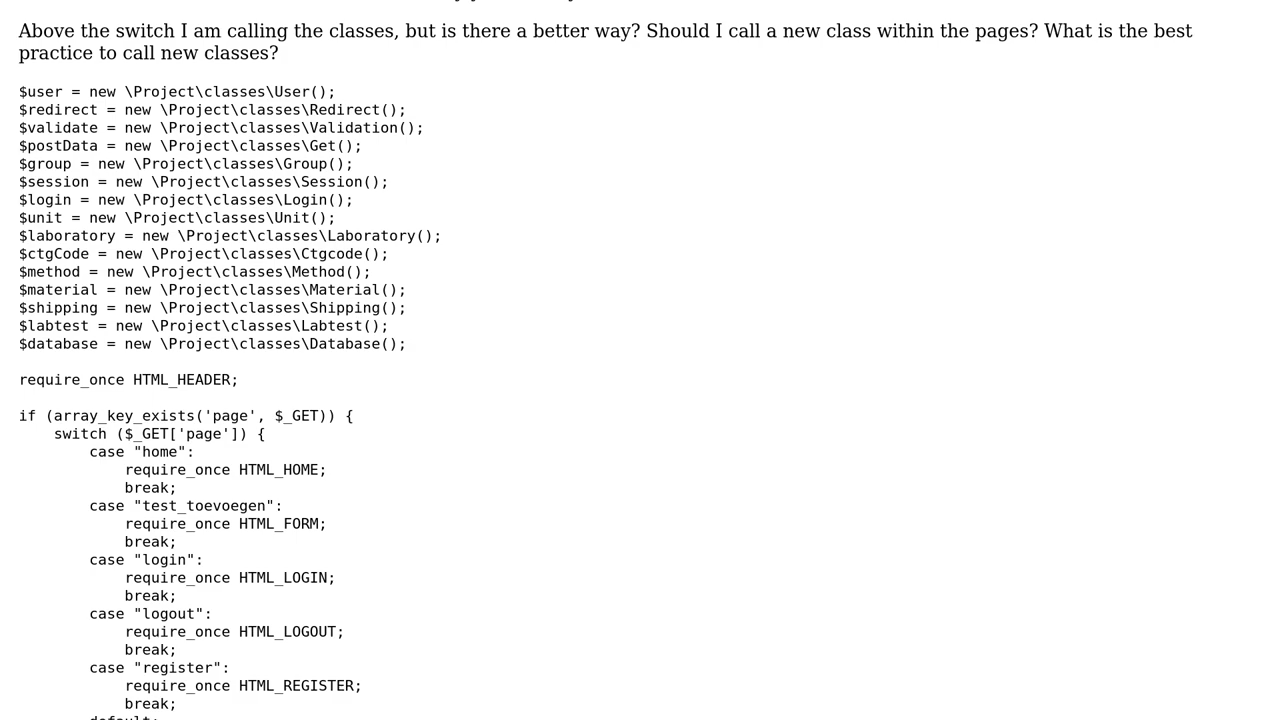 Above the switch I am calling the classes, but is there a better way? Should I call a new class within the pages? What is the best
practice to call new classes?
$user = new \Project\classes\User();
$redirect = new \Project\classes\Redirect();
$validate = new \Project\classes\Validation();
$postData = new \Project\classes\Get();
$group = new \Project\classes\Group();
$session = new \Project\classes\Session();
$login = new \Project\classes\Login();
$unit = new \Project\classes\Unit();
$laboratory = new \Project\classes\Laboratory();
$ctgCode = new \Project\classes\Ctgcode();
$method = new \Project\classes\Method();
$material = new \Project\classes\Material();
$shipping = new \Project\classes\Shipping();
$labtest = new \Project\classes\Labtest();
$database = new \Project\classes\Database();
require_once HTML_HEADER;
if (array_key_exists('page', $_GET)) {
    switch ($_GET['page']) {
        case "home":
            require_once HTML_HOME;
            break;
        case "test_toevoegen":
            require_once HTML_FORM;
            break;
        case "login":
            require_once HTML_LOGIN;
            break;
        case "logout":
            require_once HTML_LOGOUT;
            break;
        case "register":
            require_once HTML_REGISTER;
            break;